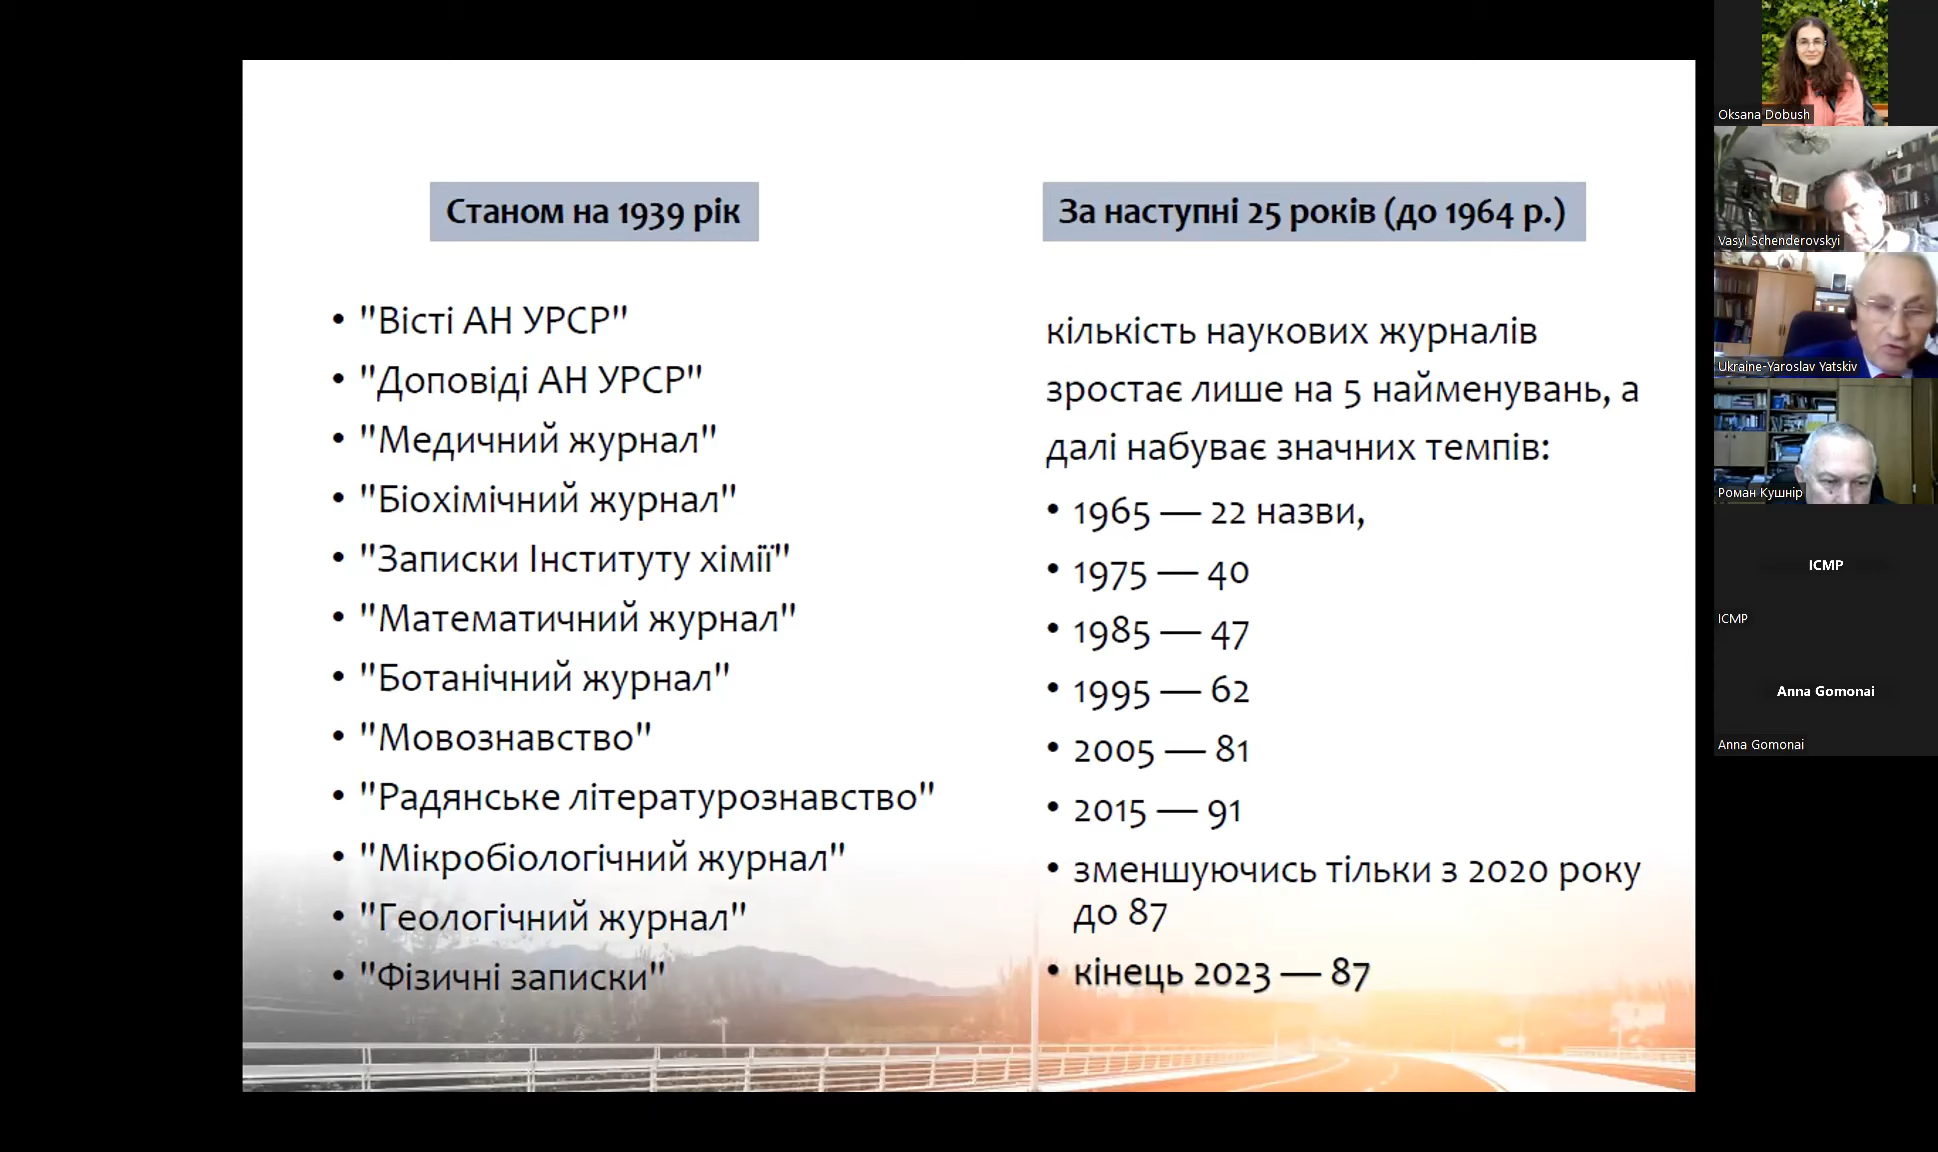 Станом на 1939 рік
"Вісті АН УРСР"
"Доповіді АН УРСР"
"Медичний журнал"
"Біохімічний журнал"
"Записки Інституту хімії"
"Математичний журнал"
"Ботанічний журнал"
"Мовознавство"
"Радянське літературознавство"
"Мікробіологічний журнал"
"Геологічний журнал"
"Фізичні записки"
За наступні 25 років (до 1964 р.)
кількість наукових журналів
зростає лише на 5 найменувань, а
далі набуває значних темпів:
1965 — 22 назви,
1975 — 40
1985 — 47
1995 — 62
2005 — 81
2015 — 91
зменшуючись тільки з 2020 року
до 87
кінець 2023 — 87
Oksana Dobush
Vasyl Schenderovskyi
Ukraine-Yaroslav Yatskiv
Роман Кушнір
ICMP
ICMP
Anna Gomonai
Anna Gomonai